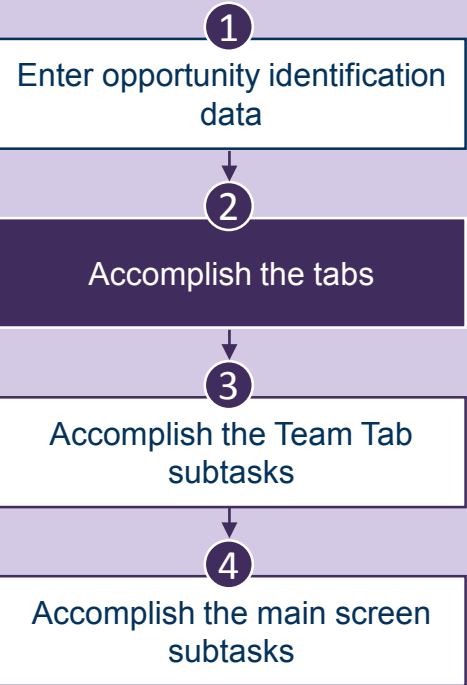 1
Enter opportunity identification
data
2
Accomplish the tabs
3
Accomplish the Team Tab
subtasks
4
Accomplish the main screen
subtasks